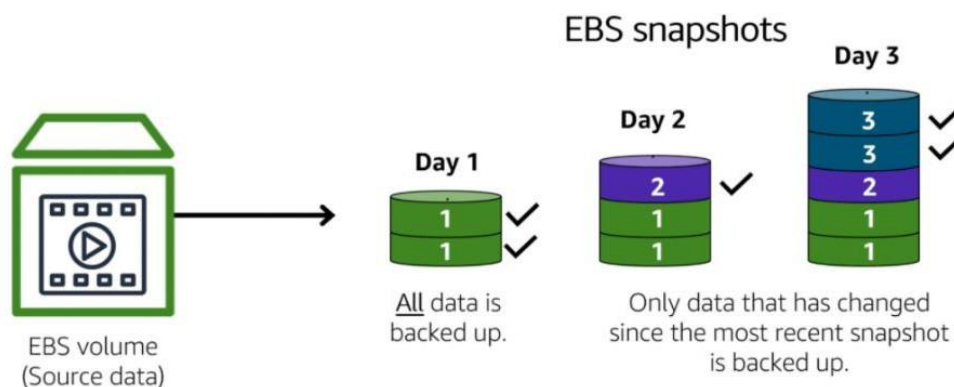 EBS snapshots
Day 1
Day 2
Day 3
1
1
2
1
1
3
3
2
1
1
All data is
backed up.
Only data that has changed
since the most recent snapshot
is backed up.
EBS volume
(Source data)